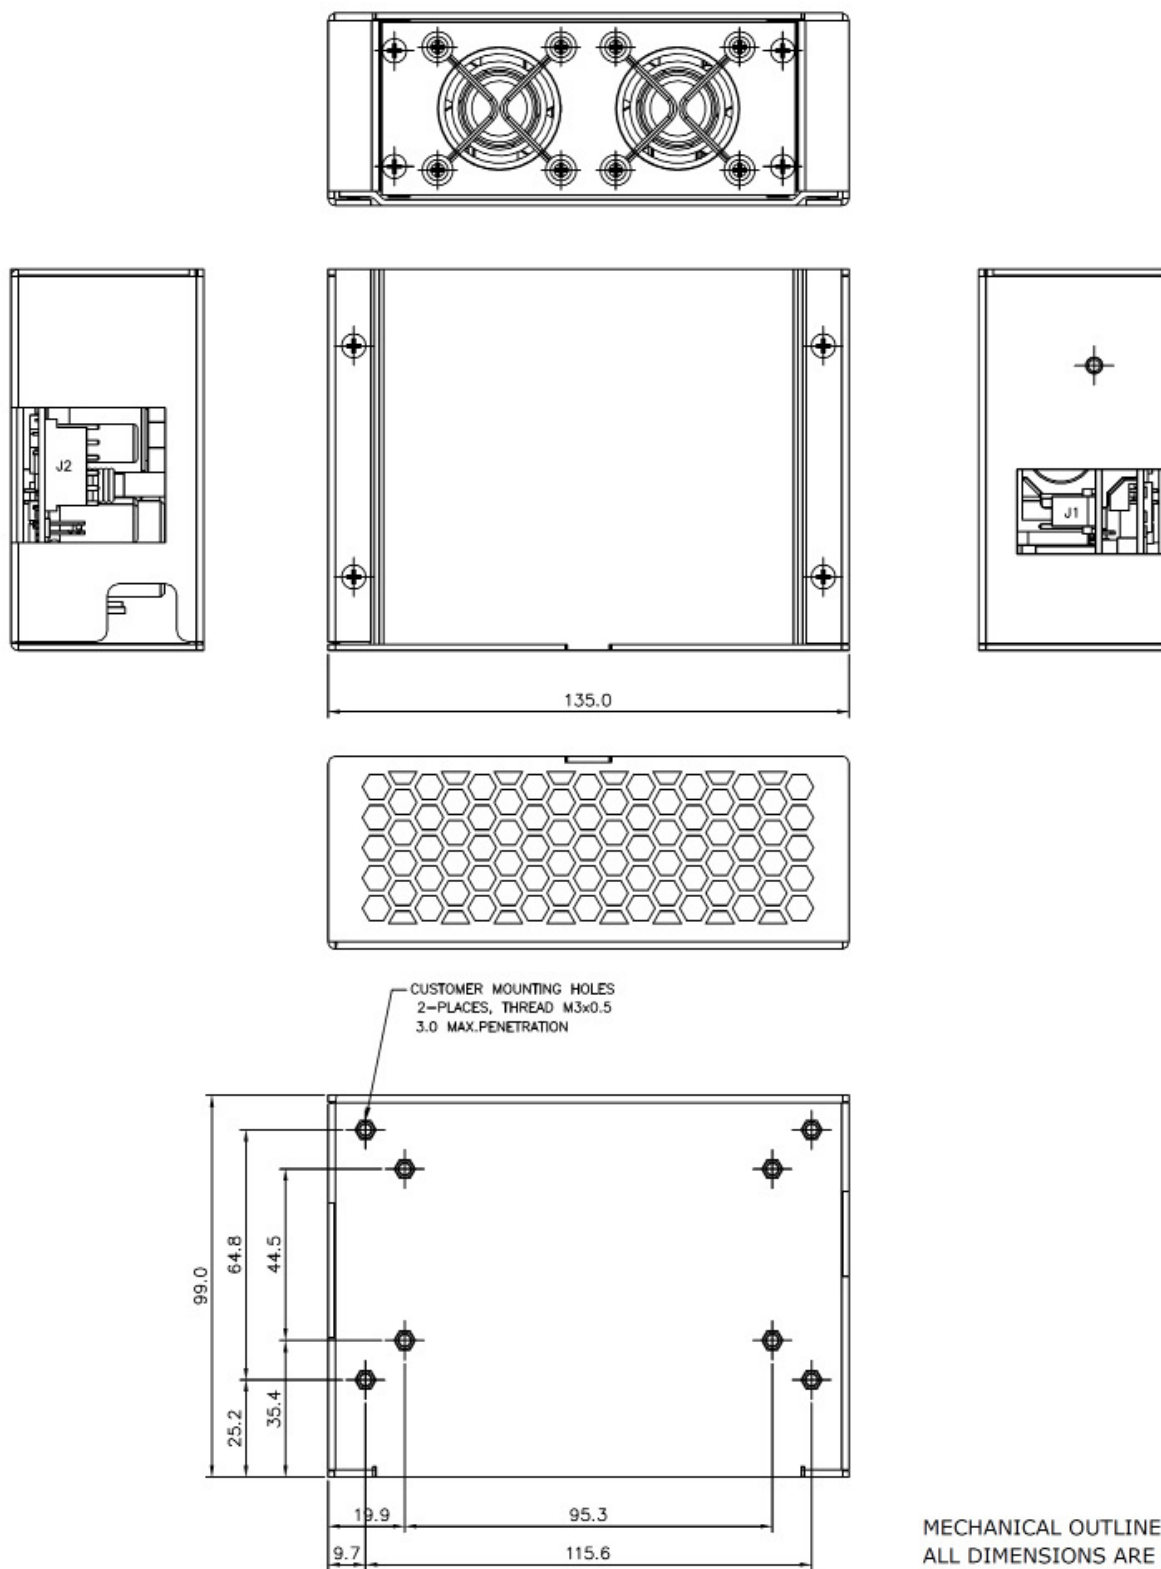 J2
J1
135.0
CUSTOMER MOUNTING HOLES
2-PLACES, THREAD M3x0.5
3.0 MAX.PENETRATION
99.0
64.8
44.5
25.2
35.4
19.9
95.3
9.7
115.6
MECHANICAL OUTLINE
ALL DIMENSIONS ARE